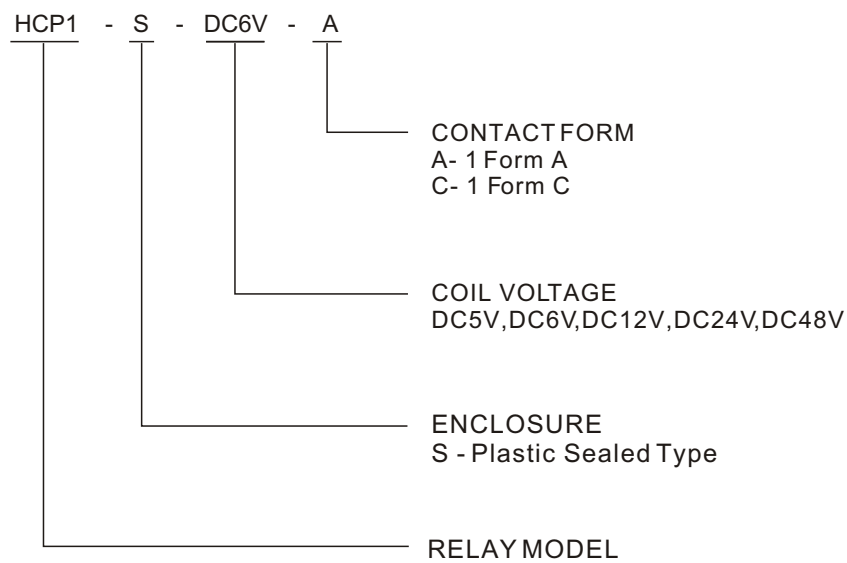 HCP1 - S - DC6V - A
CONTACT FORM
A- 1 Form A
C- 1 Form C
COIL VOLTAGE
DC5V,DC6V,DC12V,DC24V,DC48V
ENCLOSURE
S - Plastic Sealed Type
RELAY MODEL